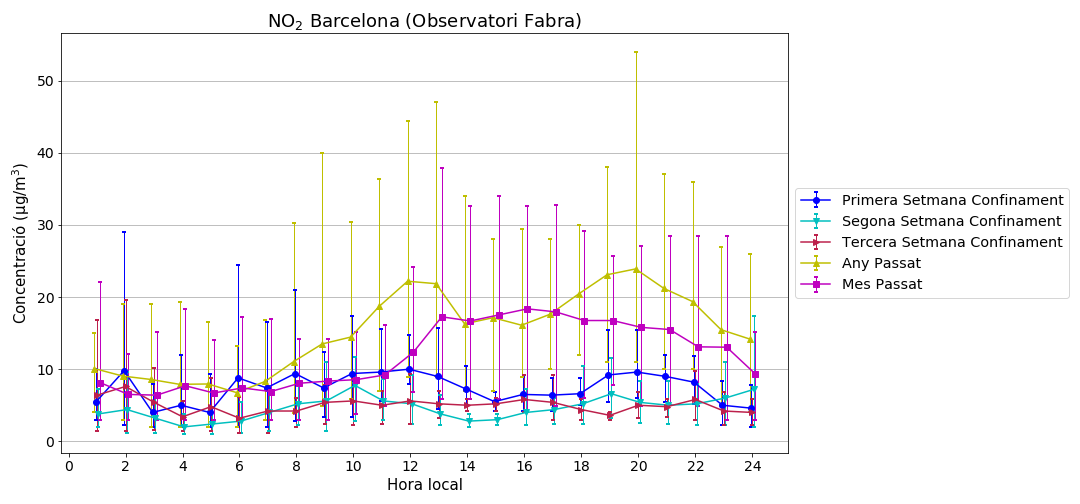 NO₂ Barcelona (Observatori Fabra)
Concentració (µg/m³)
50
40
30
20
10
0
0 2 4 6 8 10 12 14 16 18 20 22 24
Hora local
Primera Setmana Confinament
Segona Setmana Confinament
Tercera Setmana Confinament
Any Passat
Mes Passat